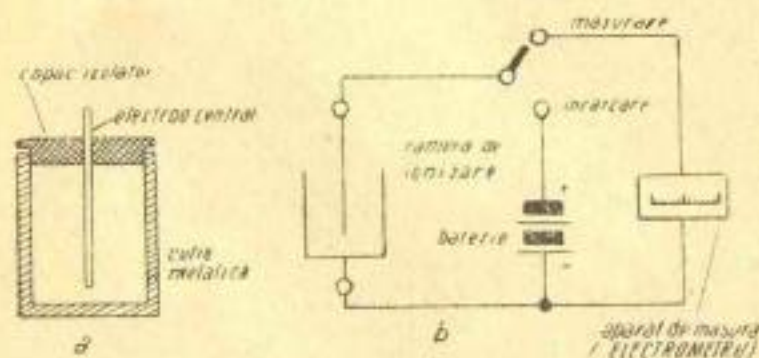 capac izolator
electrod central
cutie
metalică
a
măsurare
încărcare
camera de
ionizare
+
baterie
-
b
aparat de măsură
( ELECTROMETRU)